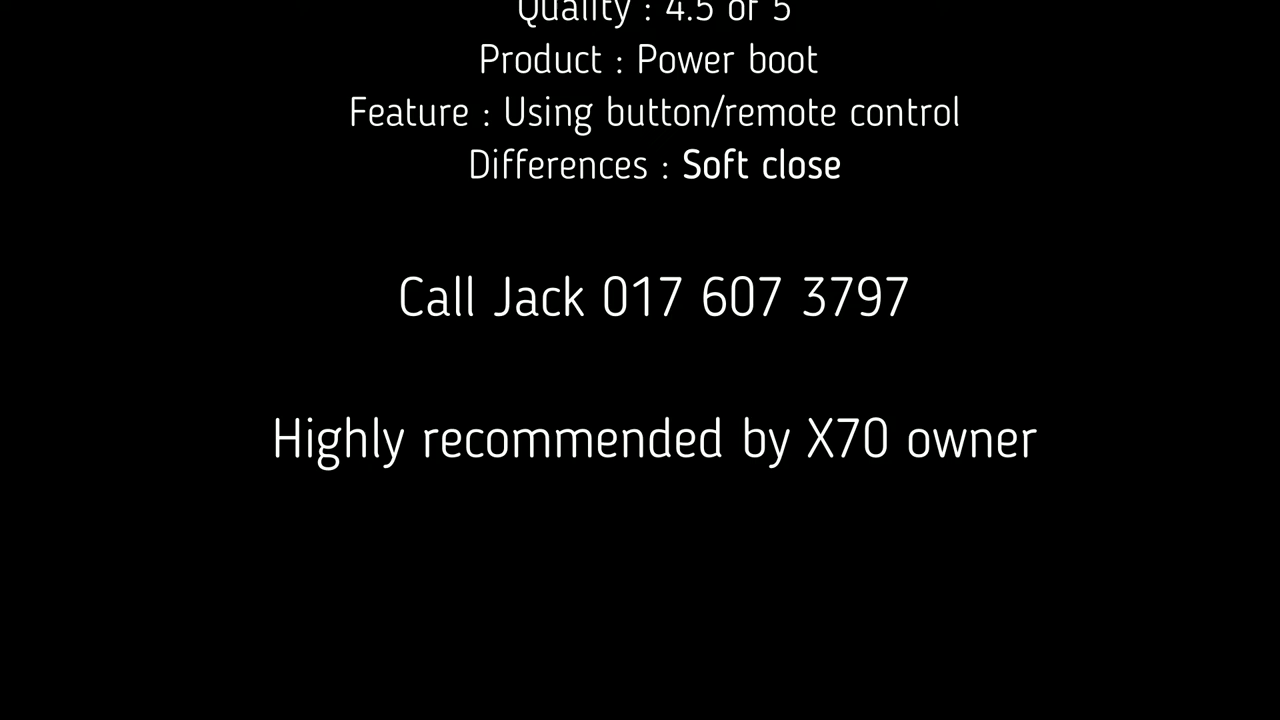 Quality : 4.5 of 5
Product : Power boot
Feature : Using button/remote control
Differences : Soft close
Call Jack 017 607 3797
Highly recommended by X70 owner